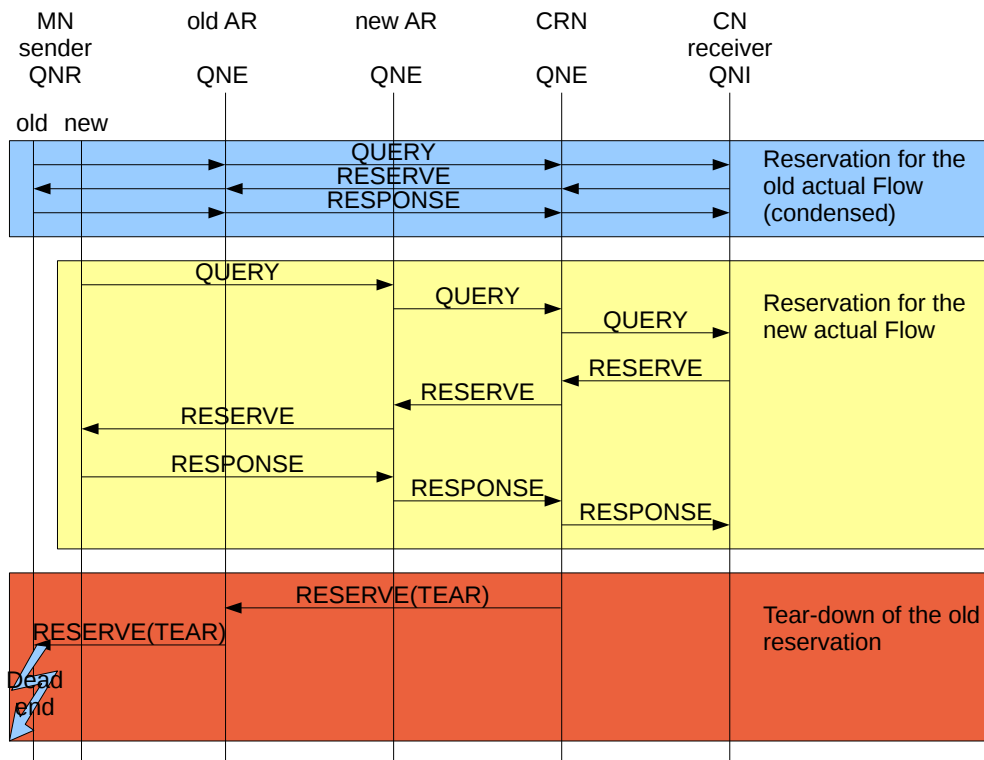 MN
sender
QNR
old AR
QNE
new AR
QNE
CRN
QNE
CN
receiver
QNI
old
new
QUERY
RESERVE
RESPONSE
Reservation for the
old actual Flow
(condensed)
QUERY
QUERY
QUERY
RESERVE
RESERVE
RESERVE
RESPONSE
RESPONSE
RESPONSE
Reservation for the
new actual Flow
RESERVE(TEAR)
RESERVE(TEAR)
Tear-down of the old
reservation
Dead
end